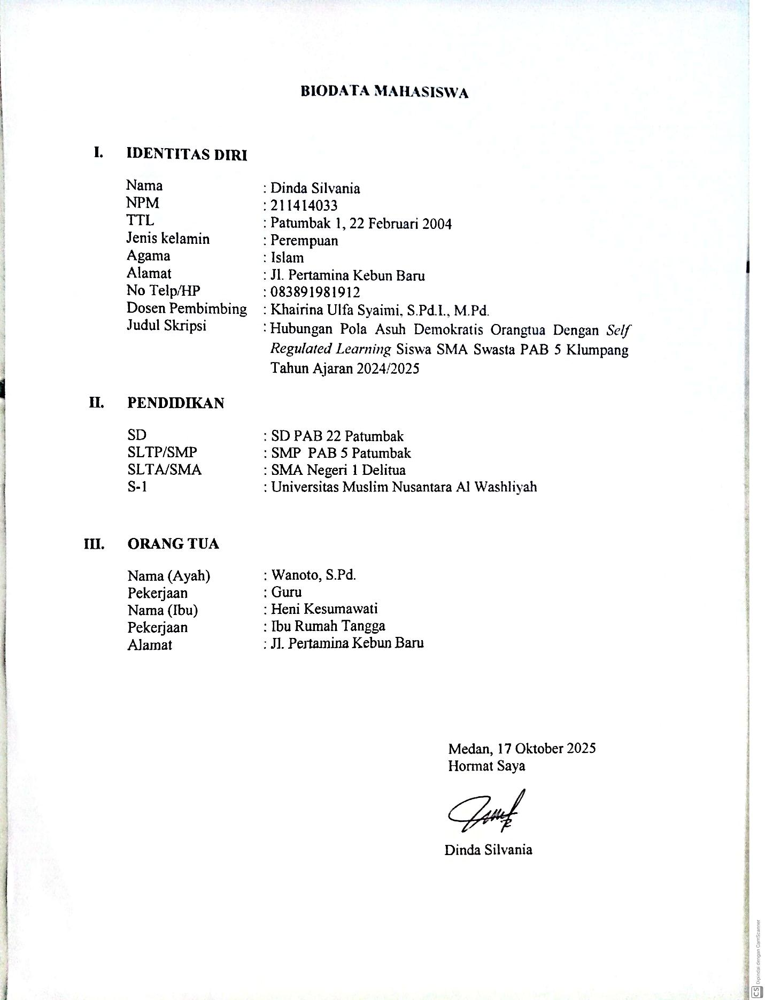 BIODATA MAHASISWA
I. IDENTITAS DIRI
Nama : Dinda Silvania
NPM : 211414033
TTL : Patumbak 1, 22 Februari 2004
Jenis kelamin : Perempuan
Agama : Islam
Alamat : Jl. Pertamina Kebun Baru
No Telp/HP : 083891981912
Dosen Pembimbing : Khairina Ulfa Syaimi, S.Pd.I., M.Pd.
Judul Skripsi : Hubungan Pola Asuh Demokratis Orangtua Dengan Self
Regulated Learning Siswa SMA Swasta PAB 5 Klumpang
Tahun Ajaran 2024/2025
II. PENDIDIKAN
SD : SD PAB 22 Patumbak
SLTP/SMP : SMP PAB 5 Patumbak
SLTA/SMA : SMA Negeri 1 Delitua
S-1 : Universitas Muslim Nusantara Al Washliyah
III. ORANG TUA
Nama (Ayah) : Wanoto, S.Pd.
Pekerjaan : Guru
Nama (Ibu) : Heni Kesumawati
Pekerjaan : Ibu Rumah Tangga
Alamat : Jl. Pertamina Kebun Baru
Medan, 17 Oktober 2025
Hormat Saya
Dinda Silvania
CS Dipindai dengan CamScanner